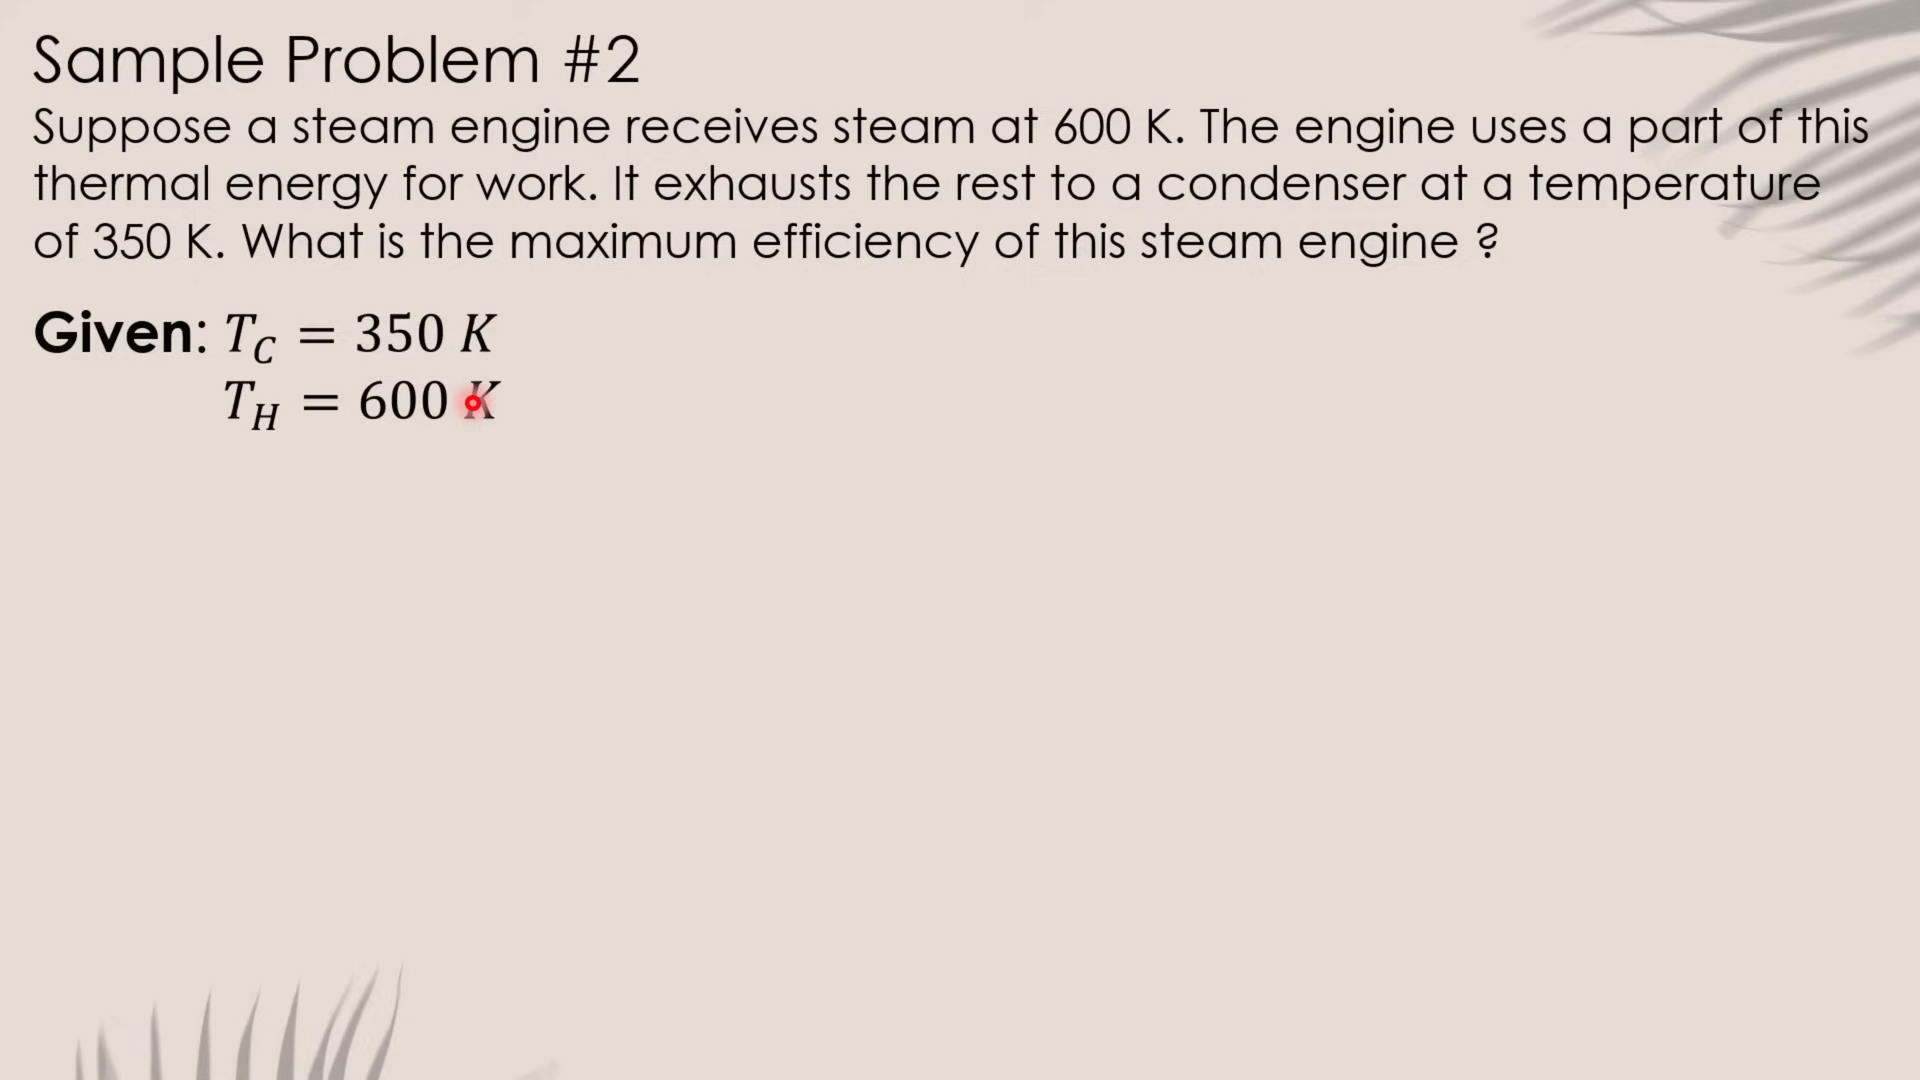 Sample Problem #2
Suppose a steam engine receives steam at 600 K. The engine uses a part of this
thermal energy for work. It exhausts the rest to a condenser at a temperature
of 350 K. What is the maximum efficiency of this steam engine ?
Given: T_C = 350 K
T_H = 600 K